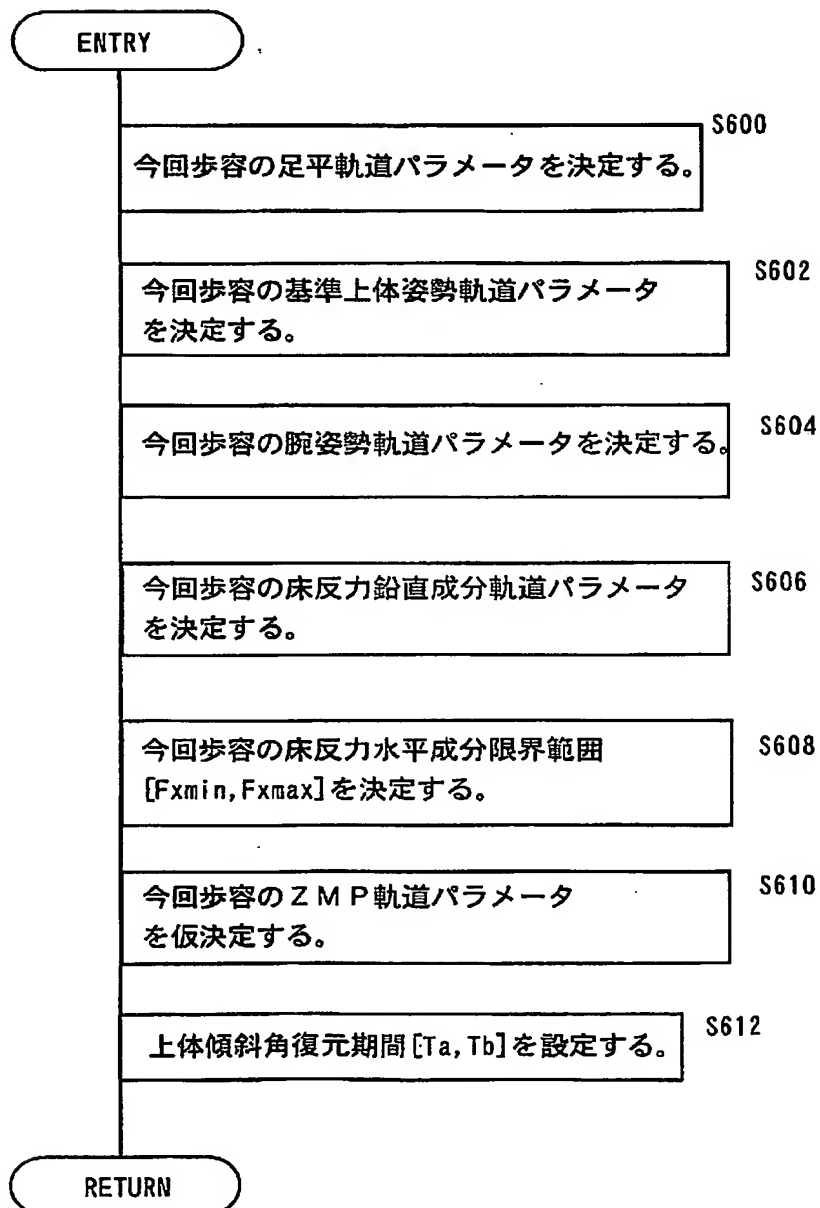 ENTRY
S600
今回歩容の足平軌道パラメータを決定する。
S602
今回歩容の基準上体姿勢軌道パラメータ
を決定する。
S604
今回歩容の腕姿勢軌道パラメータを決定する。
S606
今回歩容の床反力鉛直成分軌道パラメータ
を決定する。
S608
今回歩容の床反力水平成分限界範囲
[Fxmin,Fxmax]を決定する。
S610
今回歩容のZMP軌道パラメータ
を仮決定する。
S612
上体傾斜角復元期間[Ta,Tb]を設定する。
RETURN